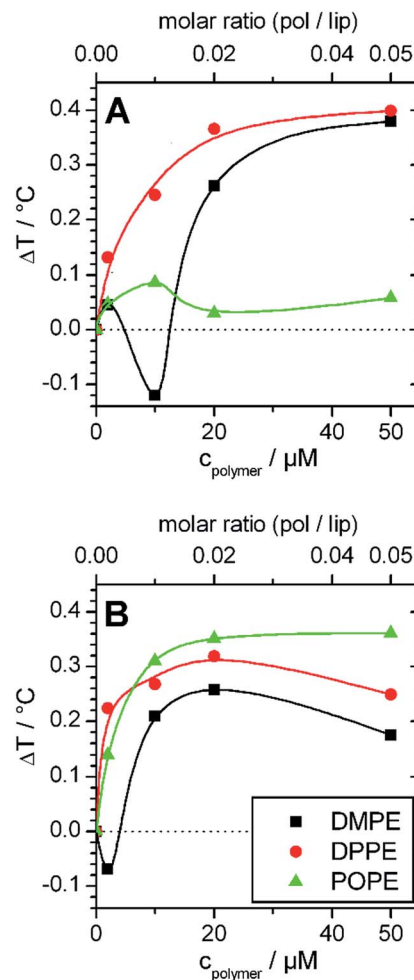 molar ratio (pol / lip)
0.00 0.02 0.04 0.05
A
0.4
0.3
0.2
0.1
0.0
-0.1
ΔT / °C
0 20 40 50
c_polymer / µM
molar ratio (pol / lip)
0.00 0.02 0.04 0.05
B
0.4
0.3
0.2
0.1
0.0
-0.1
ΔT / °C
DMPE
DPPE
POPE
0 20 40 50
c_polymer / µM